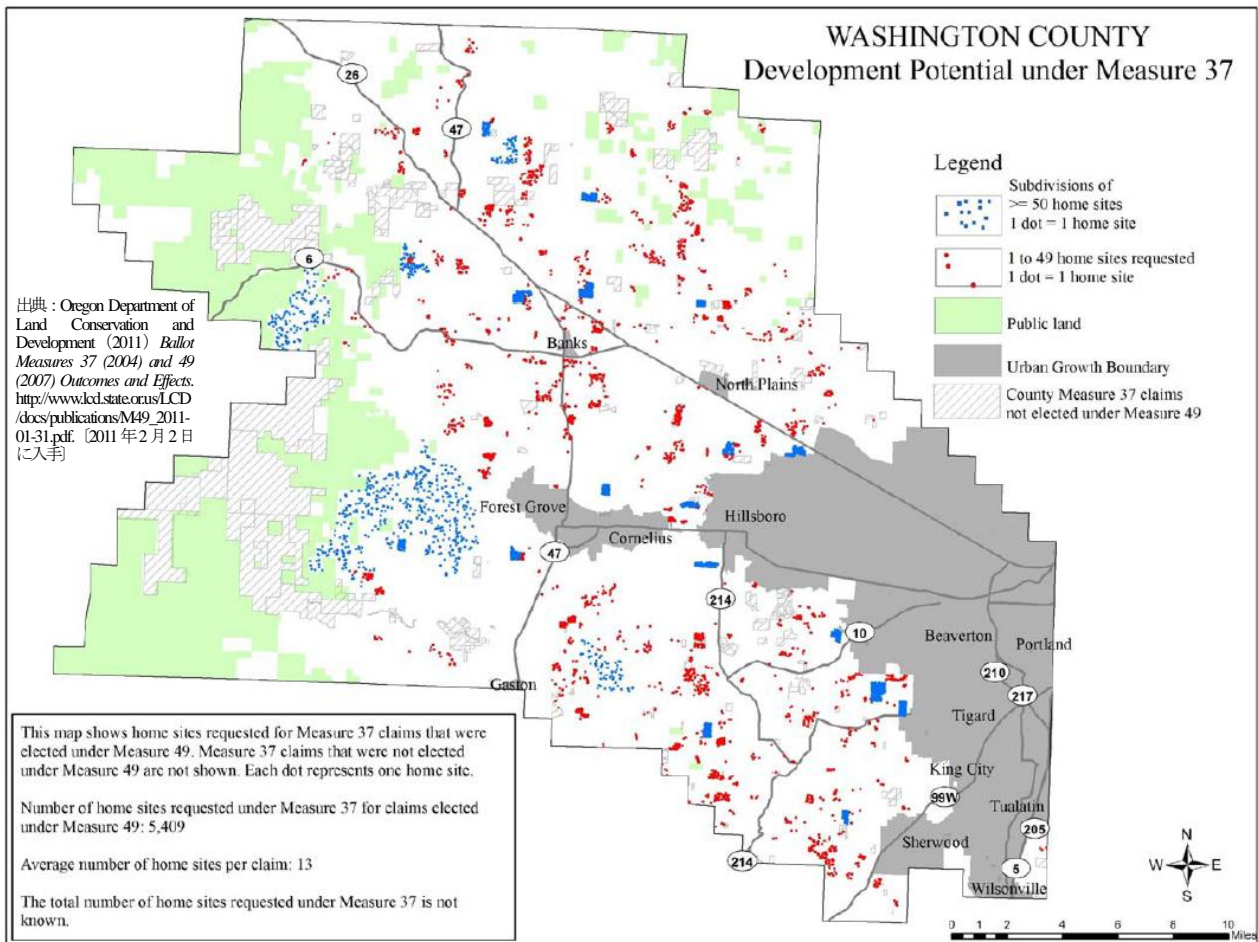 WASHINGTON COUNTY
Development Potential under Measure 37
Legend
Subdivisions of
>= 50 home sites
1 dot = 1 home site
1 to 49 home sites requested
1 dot = 1 home site
Public land
Urban Growth Boundary
County Measure 37 claims
not elected under Measure 49
出典 : Oregon Department of
Land Conservation and
Development (2011) Ballot
Measures 37 (2004) and 49
(2007) Outcomes and Effects.
http://www.lcd.state.or.us/LCD
/docs/publications/M49_2011-
01-31.pdf. [2011年2月2日
に入手]
26
47
6
Banks
North Plains
Forest Grove
Hillsboro
Cornelius
47
214
10
Beaverton
Portland
210
217
Gaston
Tigard
King City
99W
Tualatin
205
Sherwood
214
5
Wilsonville
This map shows home sites requested for Measure 37 claims that were
elected under Measure 49. Measure 37 claims that were not elected
under Measure 49 are not shown. Each dot represents one home site.
Number of home sites requested under Measure 37 for claims elected
under Measure 49: 5,409
Average number of home sites per claim: 13
The total number of home sites requested under Measure 37 is not
known.
N
W E
S
0 1 2 4 6 8 10
Miles